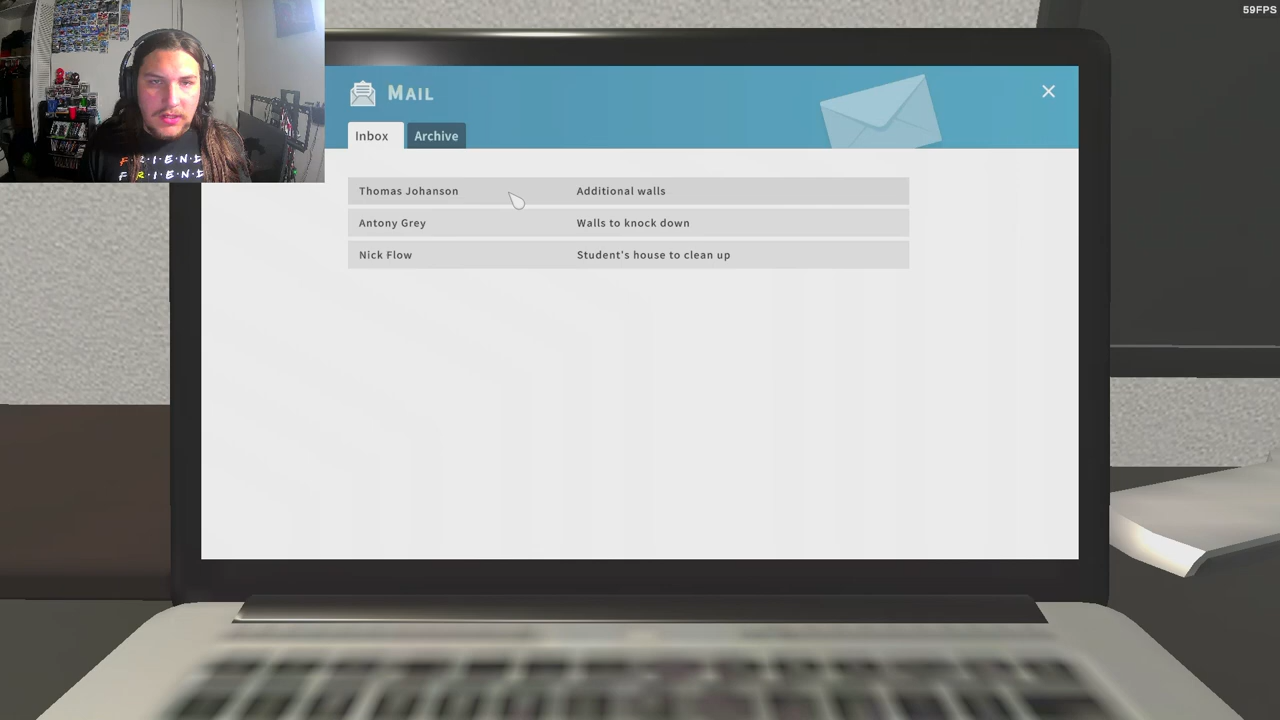 59FPS
MAIL
Inbox
Archive
Thomas Johanson Additional walls
Antony Grey Walls to knock down
Nick Flow Student's house to clean up
F·R·I·E·N·D
F·R·I·E·N·D